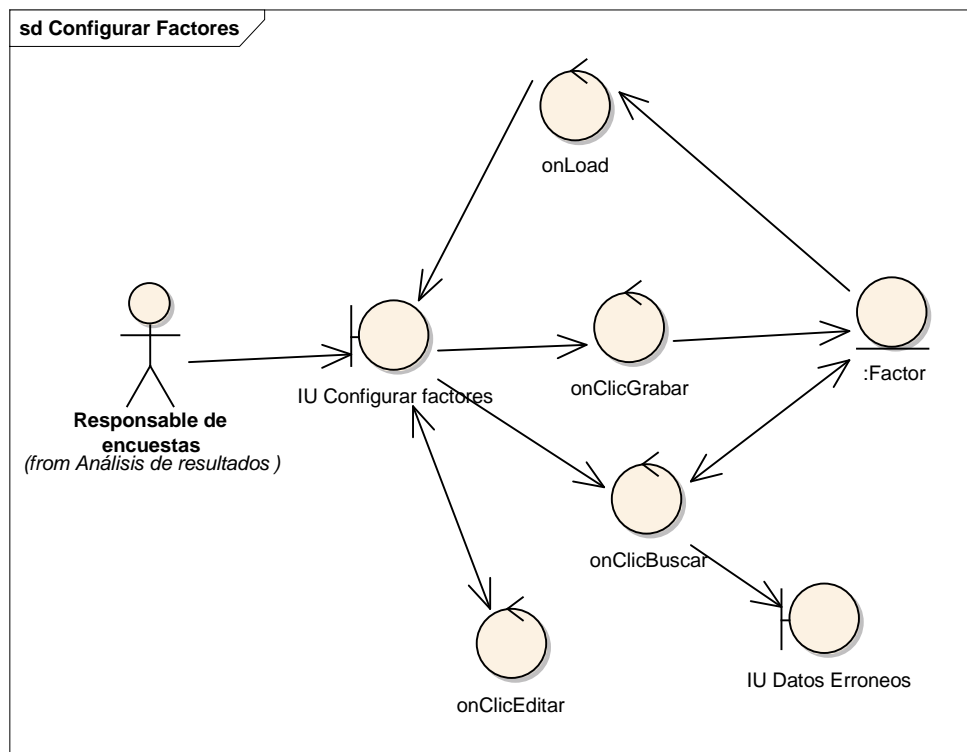 sd Configurar Factores
onLoad
IU Configurar factores
onClicGrabar
:Factor
Responsable de
encuestas
(from Análisis de resultados )
onClicBuscar
IU Datos Erroneos
onClicEditar